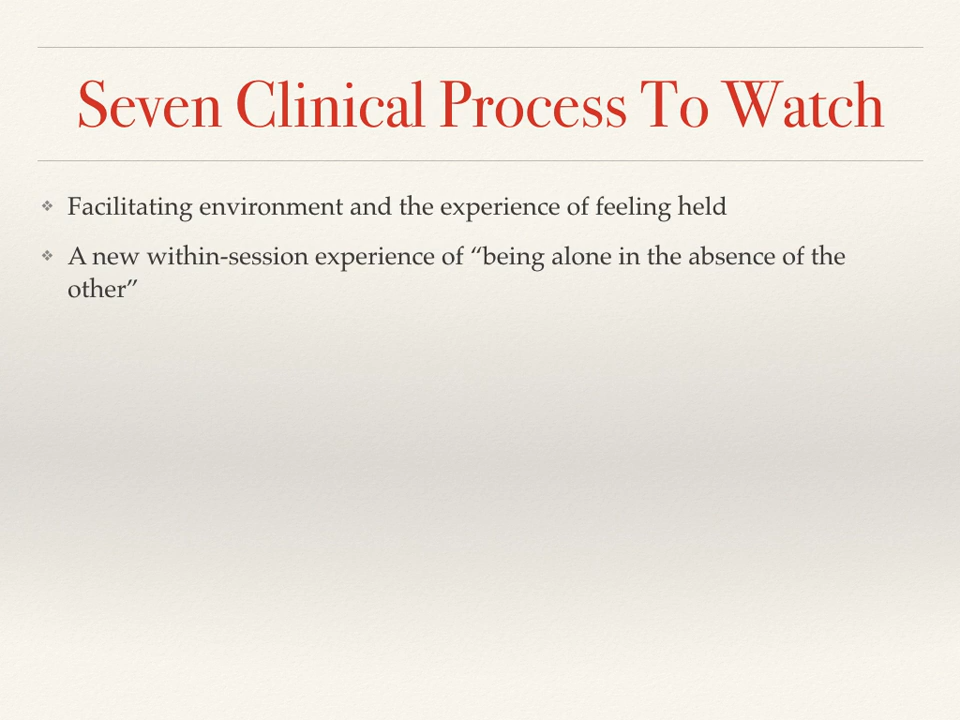 Seven Clinical Process To Watch
Facilitating environment and the experience of feeling held
A new within-session experience of “being alone in the absence of the
other”